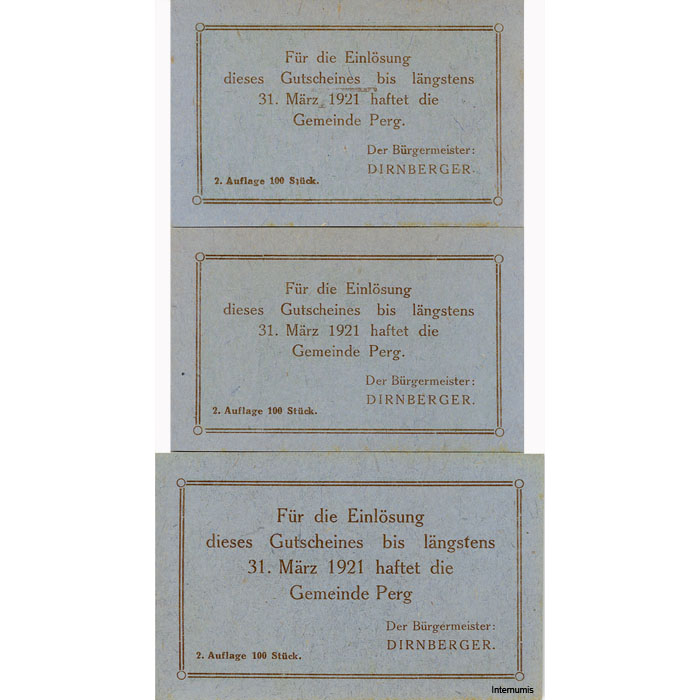 Für die Einlösung
dieses Gutscheines bis längstens
31. März 1921 haftet die
Gemeinde Perg.
Der Bürgermeister:
DIRNBERGER.
2. Auflage 100 Stück.
Für die Einlösung
dieses Gutscheines bis längstens
31. März 1921 haftet die
Gemeinde Perg.
Der Bürgermeister:
DIRNBERGER.
2. Auflage 100 Stück.
Für die Einlösung
dieses Gutscheines bis längstens
31. März 1921 haftet die
Gemeinde Perg
Der Bürgermeister:
DIRNBERGER.
2. Auflage 100 Stück.
Internumis